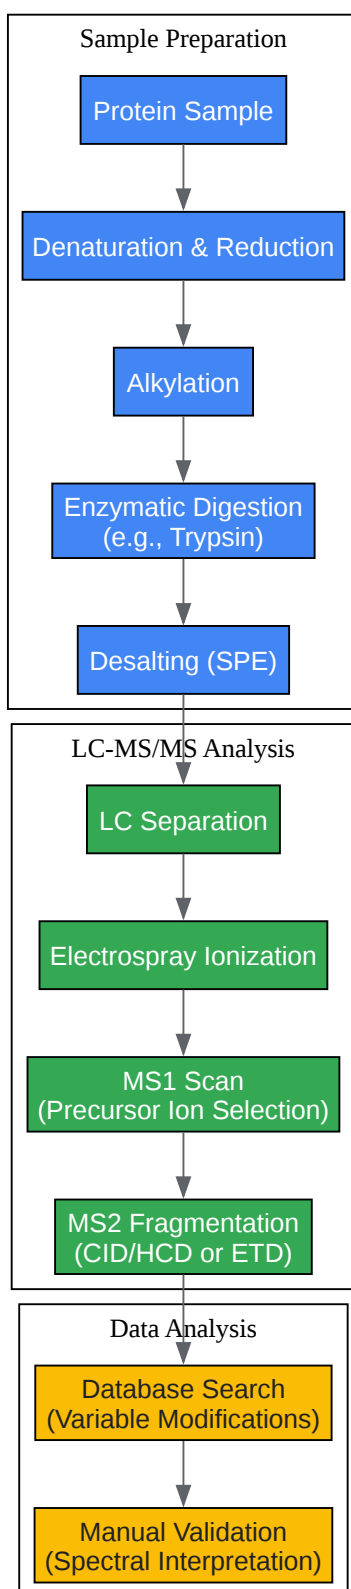 Sample Preparation
Protein Sample
Denaturation & Reduction
Alkylation
Enzymatic Digestion
(e.g., Trypsin)
Desalting (SPE)
LC-MS/MS Analysis
LC Separation
Electrospray Ionization
MS1 Scan
(Precursor Ion Selection)
MS2 Fragmentation
(CID/HCD or ETD)
Data Analysis
Database Search
(Variable Modifications)
Manual Validation
(Spectral Interpretation)